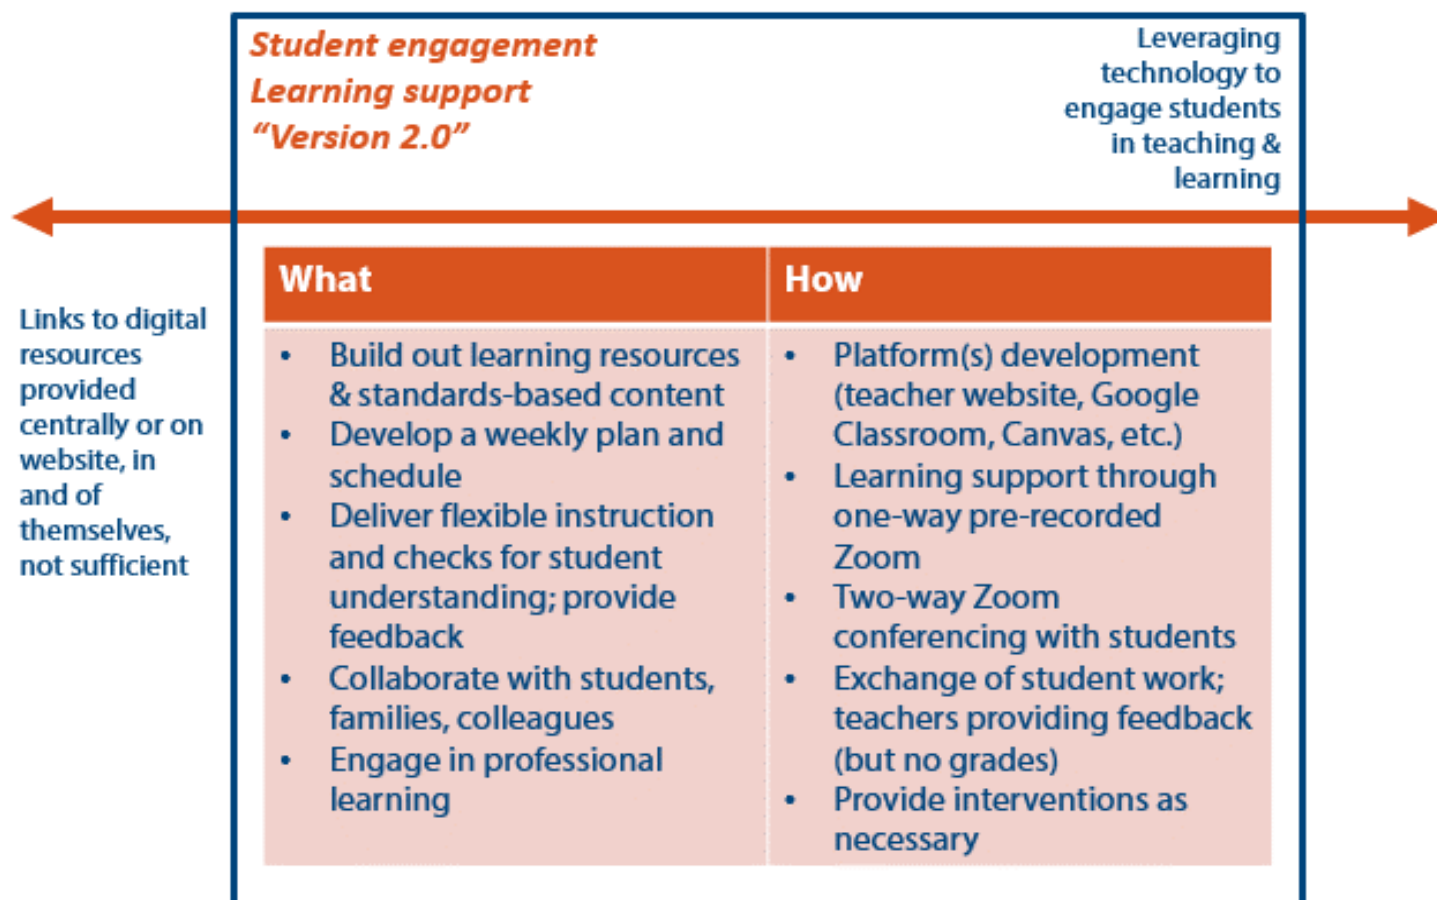 Student engagement
Learning support
“Version 2.0”
Leveraging
technology to
engage students
in teaching &
learning
Links to digital
resources
provided
centrally or on
website, in
and of
themselves,
not sufficient
What
• Build out learning resources
& standards-based content
• Develop a weekly plan and
schedule
• Deliver flexible instruction
and checks for student
understanding; provide
feedback
• Collaborate with students,
families, colleagues
• Engage in professional
learning
How
• Platform(s) development
(teacher website, Google
Classroom, Canvas, etc.)
• Learning support through
one-way pre-recorded
Zoom
• Two-way Zoom
conferencing with students
• Exchange of student work;
teachers providing feedback
(but no grades)
• Provide interventions as
necessary